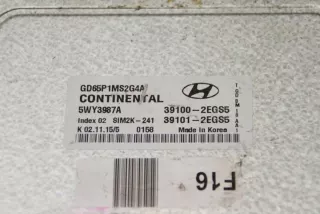 GD65P1MS2G4A
CONTINENTAL
5WY3987A 39100-2EGS5
Index 02 SIM2K-241 39101-2EGS5
K 02.11.15/5 0158 Made in Korea
F16